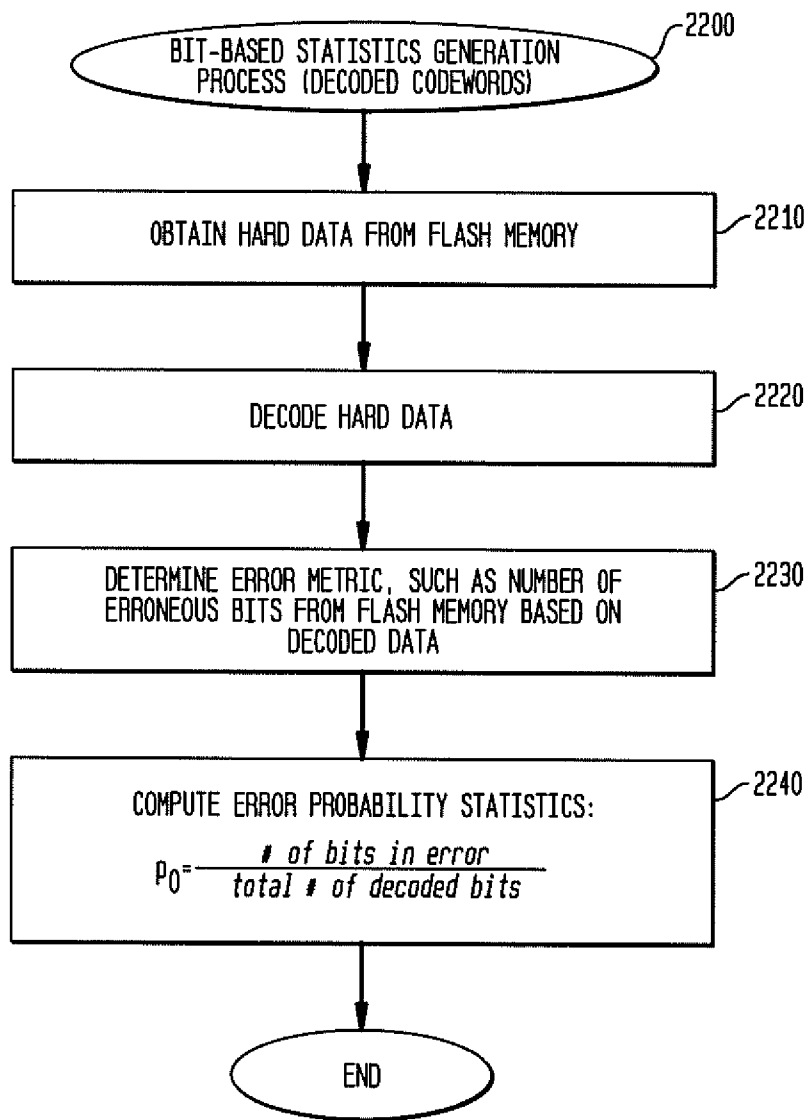 2200
BIT-BASED STATISTICS GENERATION
PROCESS (DECODED CODEWORDS)
2210
OBTAIN HARD DATA FROM FLASH MEMORY
2220
DECODE HARD DATA
2230
DETERMINE ERROR METRIC, SUCH AS NUMBER OF
ERRONEOUS BITS FROM FLASH MEMORY BASED ON
DECODED DATA
2240
COMPUTE ERROR PROBABILITY STATISTICS:
# of bits in error
p0=
total # of decoded bits
END